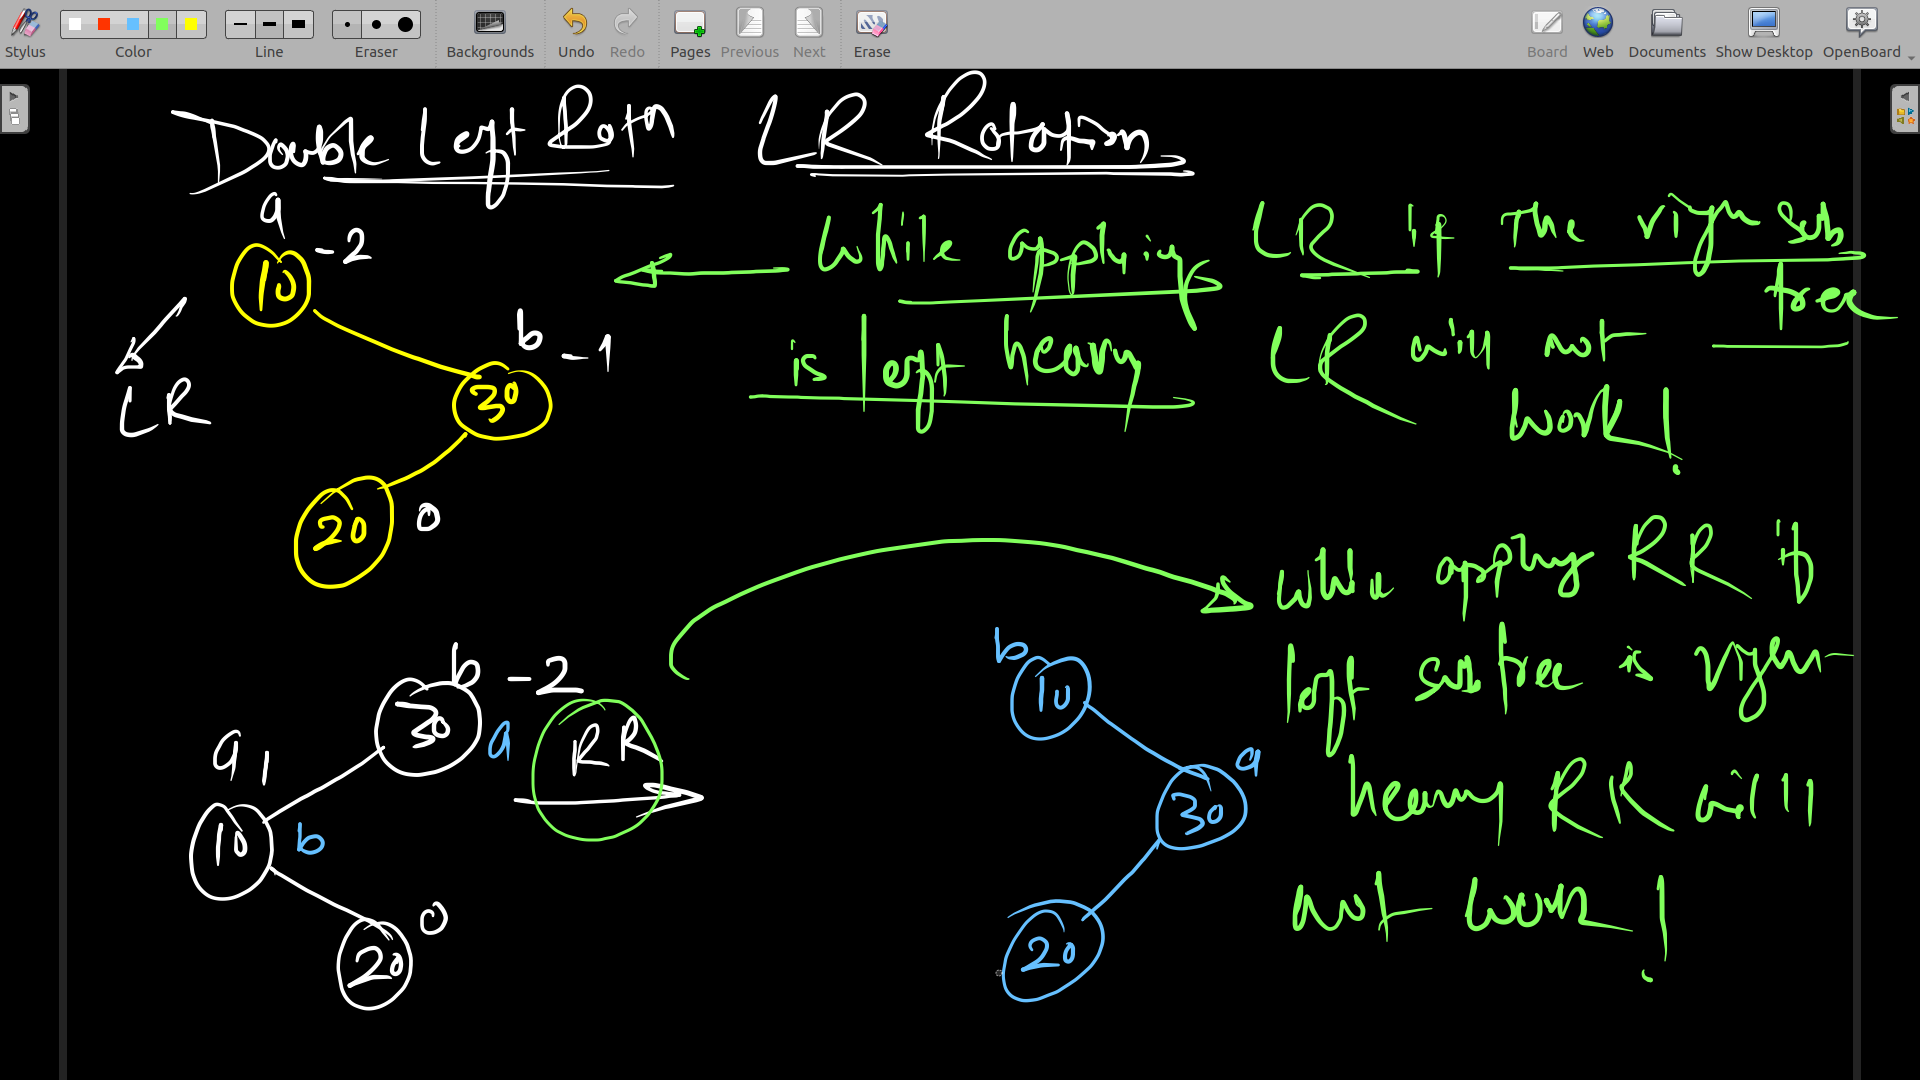 Stylus Color Line Eraser Backgrounds Undo Redo Pages Previous Next Erase Board Web Documents Show Desktop OpenBoard
Double Left Rotn LR Rotation
a
10 -2
b
30 -1
20 0
LR
While applying LR if The right sub
tree
is left heavy LR will not
work!
b -2
30
a
a 1
10
b
20 0
RR
b
10
a
30
20
while applying RR if
left subtree is right
heavy RR will
not work!